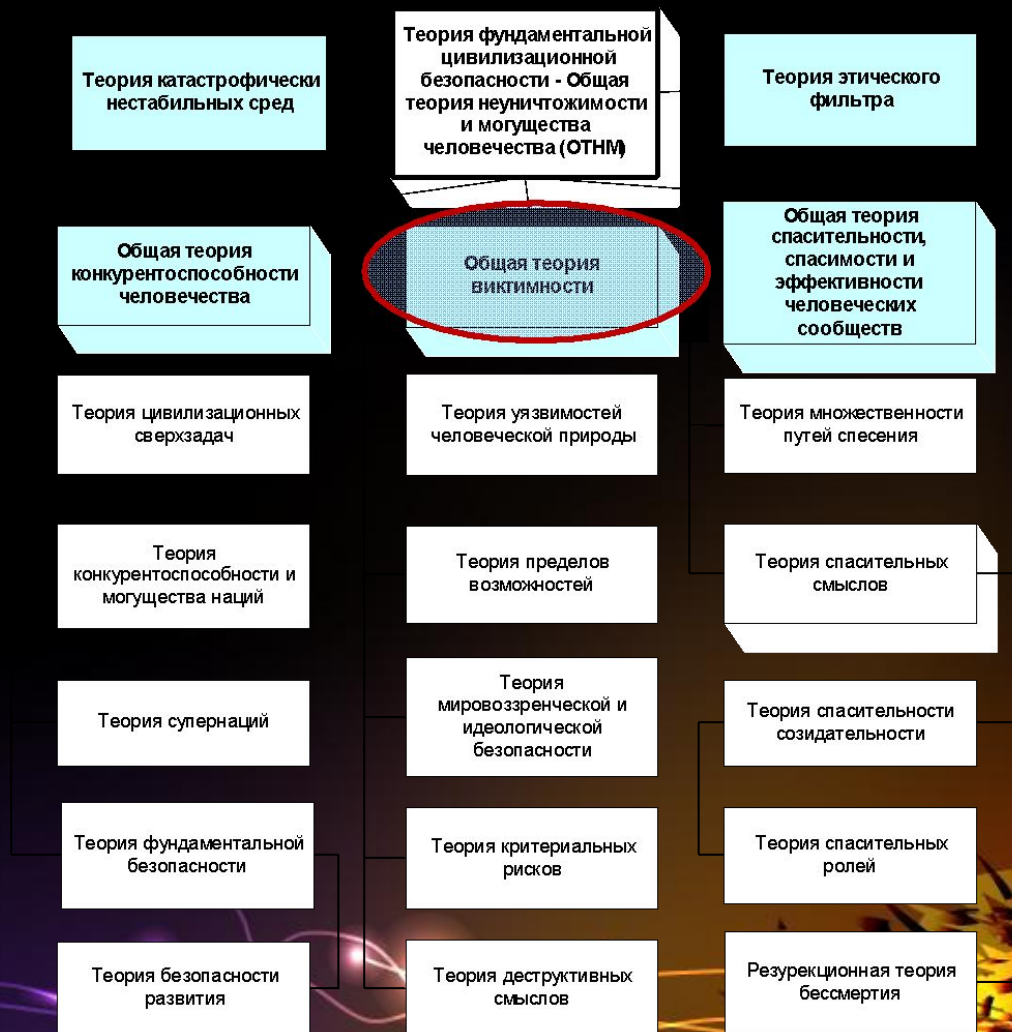 Теория катастрофически
нестабильных сред
Теория фундаментальной
цивилизационной
безопасности - Общая
теория неуничтожимости
и могущества
человечества (ОТНМ)
Теория этического
фильтра
Общая теория
конкурентоспособности
человечества
Общая теория
виктимности
Общая теория
спасительности,
спасимости и
эффективности
человеческих
сообществ
Теория цивилизационных
сверхзадач
Теория уязвимостей
человеческой природы
Теория множественности
путей спесения
Теория
конкурентоспособности и
могущества наций
Теория пределов
возможностей
Теория спасительных
смыслов
Теория супернаций
Теория
мировоззренческой и
идеологической
безопасности
Теория спасительности
созидательности
Теория фундаментальной
безопасности
Теория критериальных
рисков
Теория спасительных
ролей
Теория безопасности
развития
Теория деструктивных
смыслов
Резурекционная теория
бессмертия